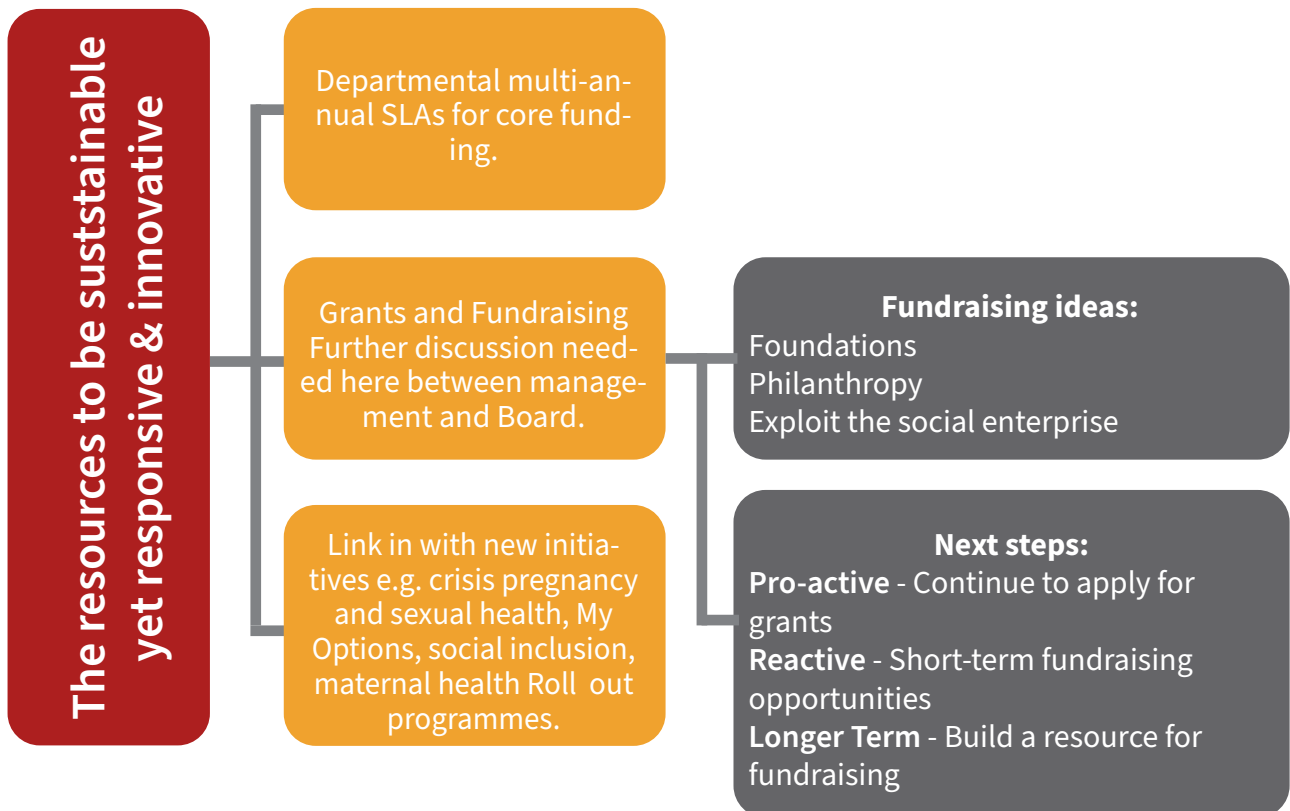 The resources to be suststainable
yet responsive & innovative
Departmental multi-an-
nual SLAs for core fund-
ing.
Grants and Fundraising
Further discussion need-
ed here between manage-
ment and Board.
Link in with new initia-
tives e.g. crisis pregnancy
and sexual health, My
Options, social inclusion,
maternal health Roll  out
programmes.
Fundraising ideas:
Foundations
Philanthropy
Exploit the social enterprise
Next steps:
Pro-active - Continue to apply for
grants
Reactive - Short-term fundraising
opportunities
Longer Term - Build a resource for
fundraising